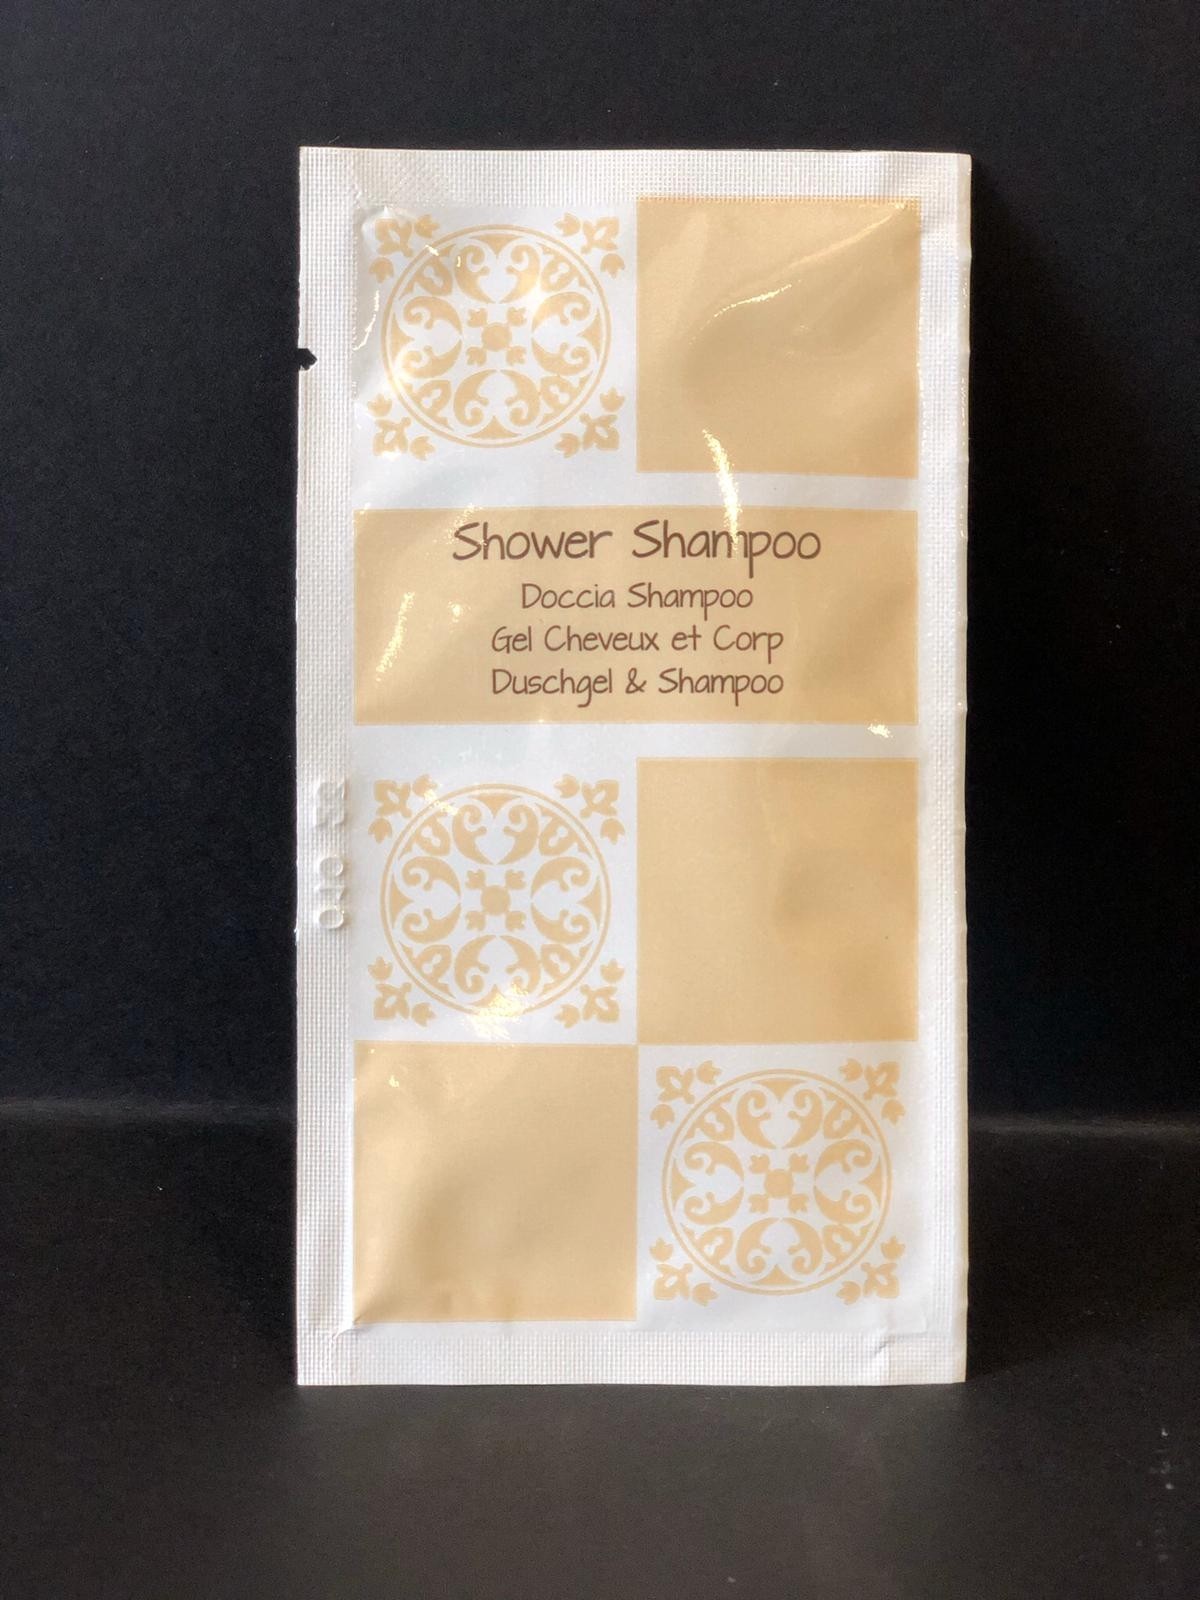 Shower Shampoo
Doccia Shampoo
Gel Cheveux et Corp
Duschgel & Shampoo